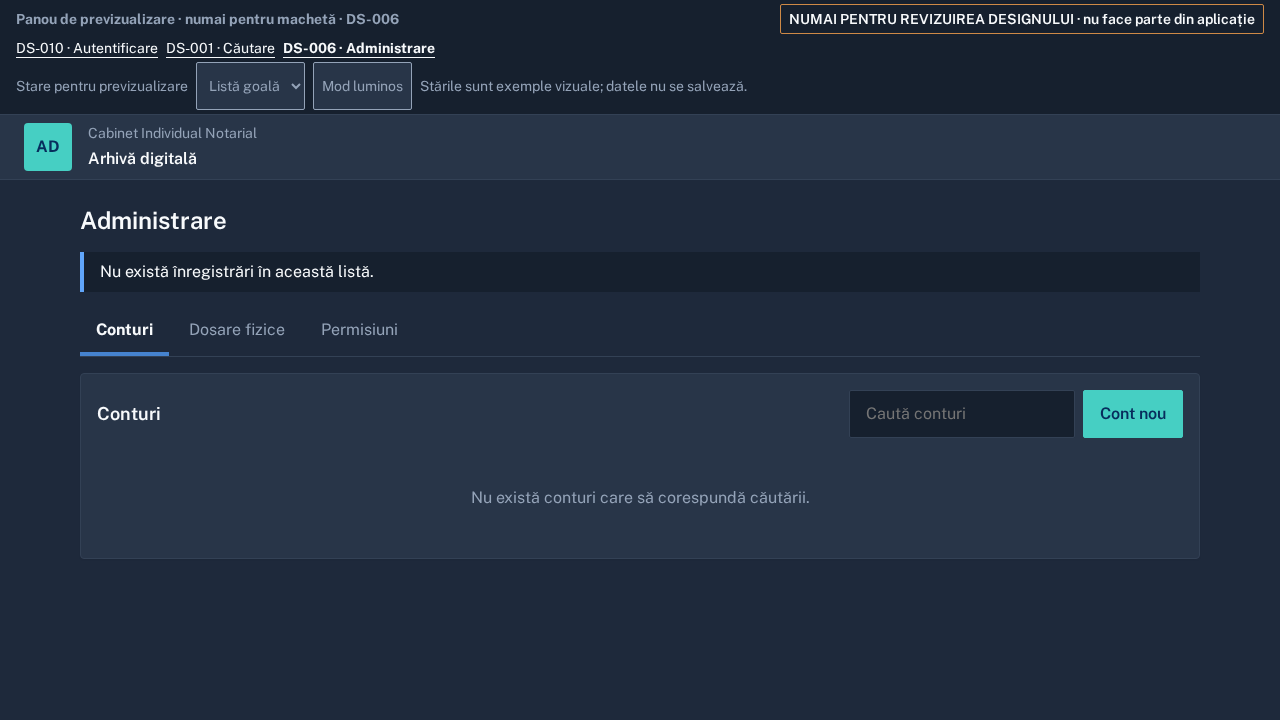 Panou de previzualizare · numai pentru machetă · DS-006
NUMAI PENTRU REVIZUIREA DESIGNULUI · nu face parte din aplicație
DS-010 · Autentificare DS-001 · Căutare DS-006 · Administrare
Stare pentru previzualizare Listă goală Mod luminos Stările sunt exemple vizuale; datele nu se salvează.
AD
Cabinet Individual Notarial
Arhivă digitală
Administrare
Nu există înregistrări în această listă.
Conturi Dosare fizice Permisiuni
Conturi Caută conturi Cont nou
Nu există conturi care să corespundă căutării.